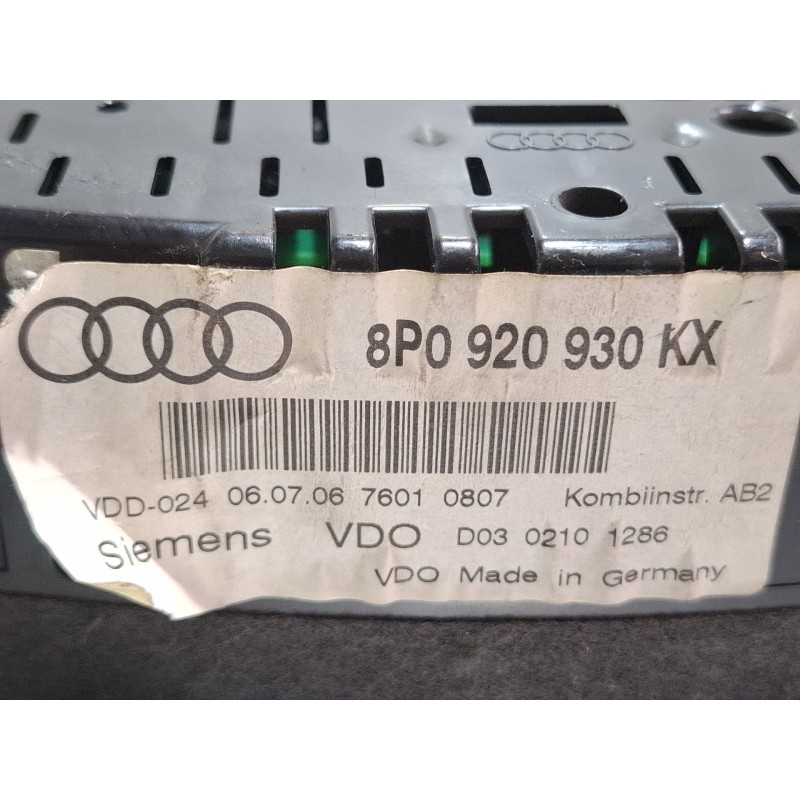 8P0 920 930 KX
VDD-024 06.07.06 7601 0807 Kombiinstr. AB2
Siemens VDO D03 0210 1286
VDO Made in Germany